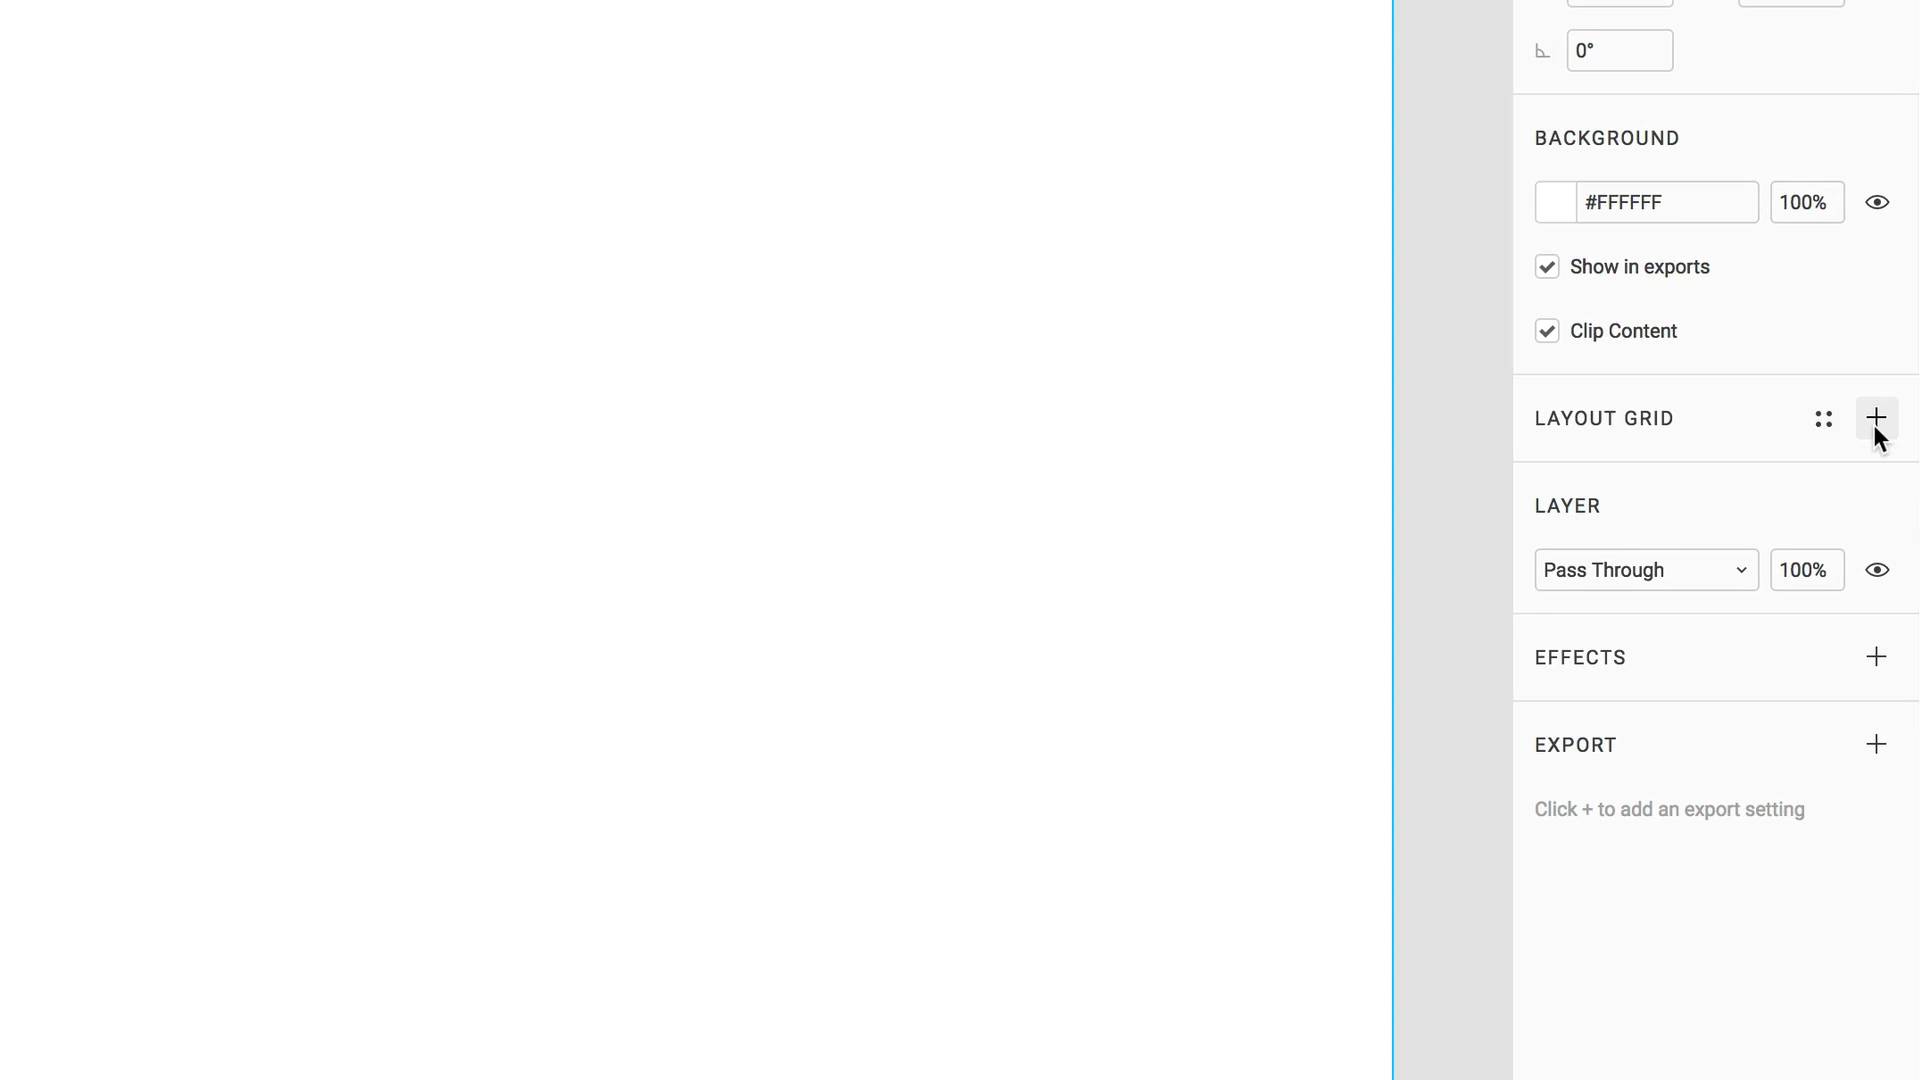 0°
BACKGROUND
#FFFFFF 100%
Show in exports
Clip Content
LAYOUT GRID
LAYER
Pass Through 100%
EFFECTS
EXPORT
Click + to add an export setting